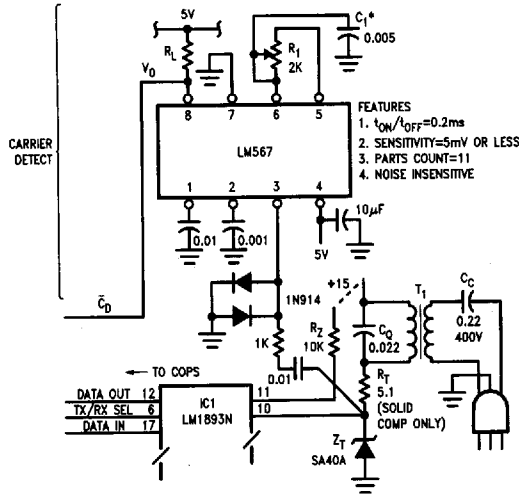 5V
R_L
V_O
R_1
2K
C_1*
0.005
8
7
6
5
LM567
1
2
3
4
CARRIER
DETECT
FEATURES
1. t_ON/t_OFF=0.2ms
2. SENSITIVITY=5mV OR LESS
3. PARTS COUNT=11
4. NOISE INSENSITIVE
0.01
0.001
10µF
5V
C̄_D
1N914
1K
0.01
+15
R_Z
10K
C_Q
0.022
T_1
C_C
0.22
400V
R_T
5.1
(SOLID
COMP ONLY)
← TO COPS
DATA OUT 12
TX/RX SEL 6
DATA IN 17
IC1
LM1893N
11
10
Z_T
SA40A